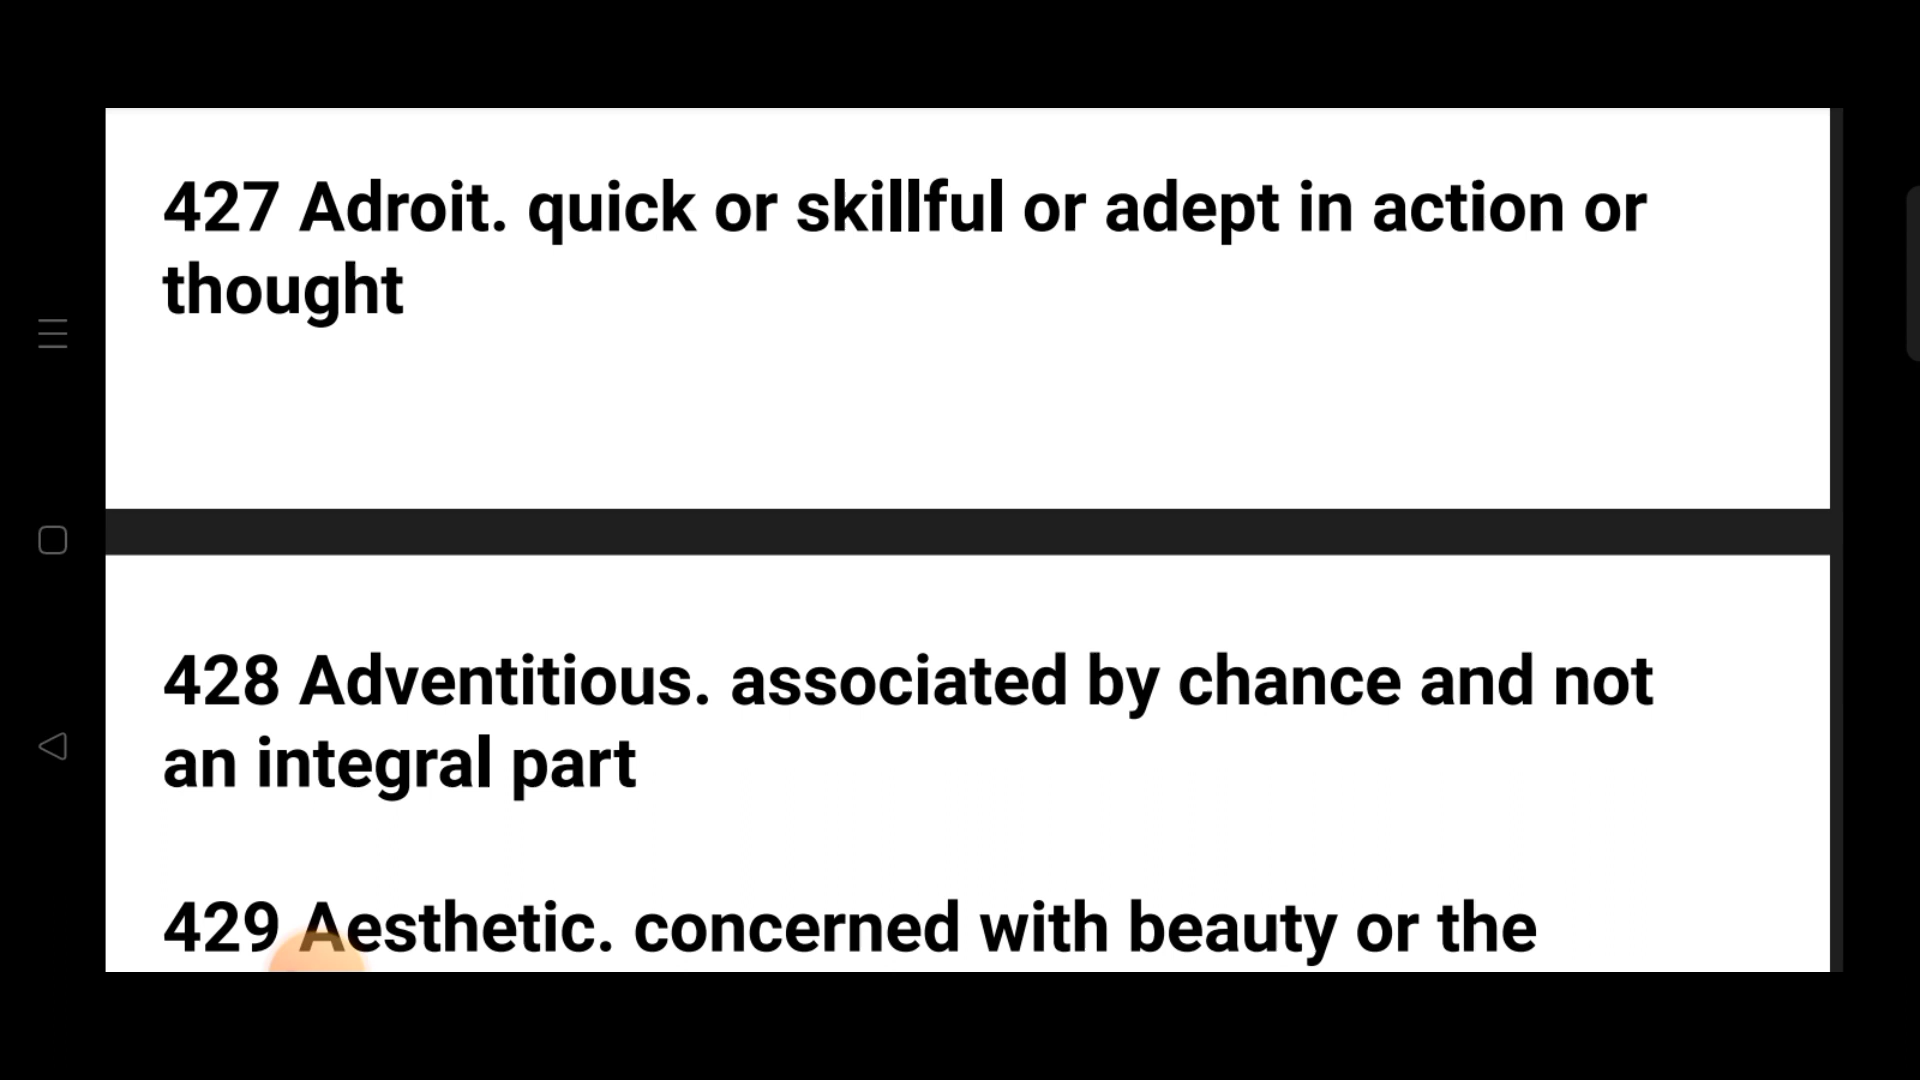 427 Adroit. quick or skillful or adept in action or
thought
428 Adventitious. associated by chance and not
an integral part
429 Aesthetic. concerned with beauty or the